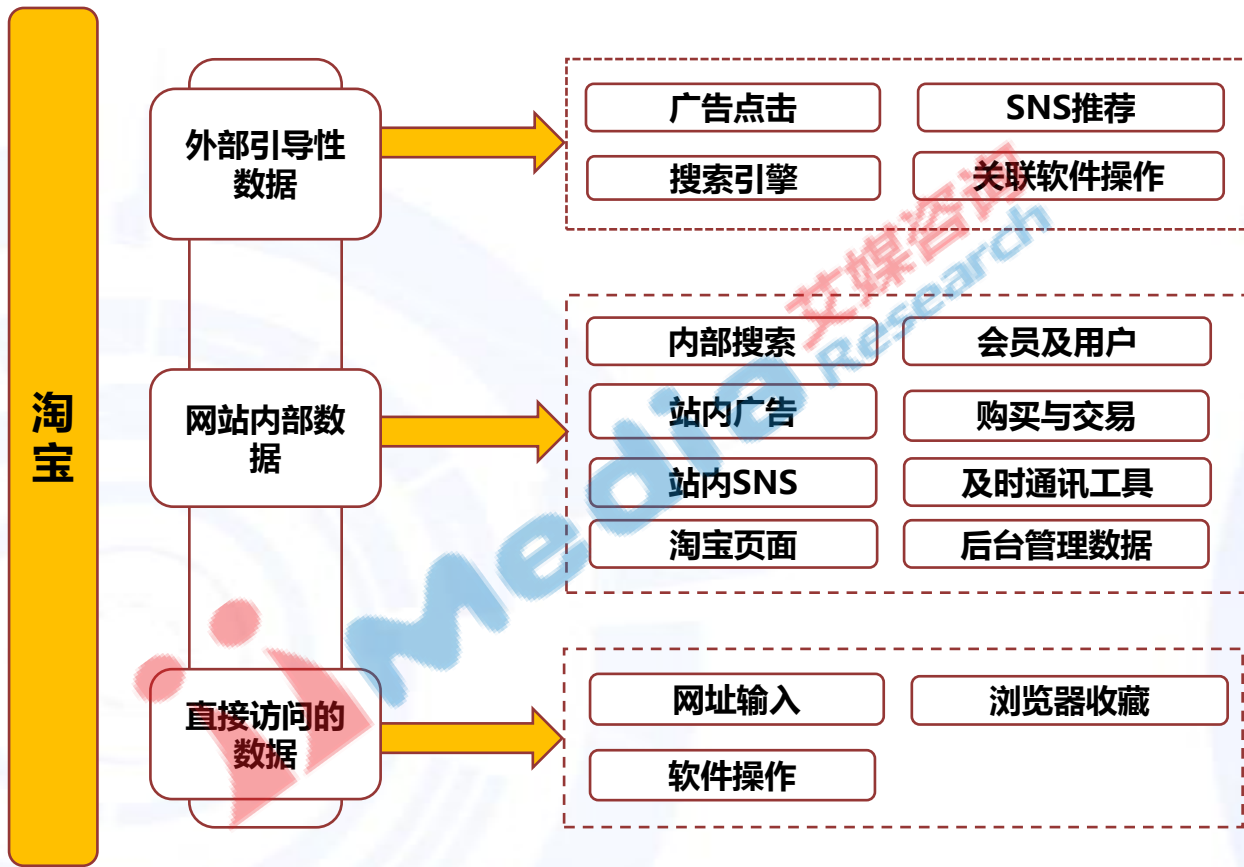 淘
宝
外部引导性
数据
广告点击
SNS推荐
搜索引擎
关联软件操作
网站内部数
据
内部搜索
会员及用户
站内广告
购买与交易
站内SNS
及时通讯工具
淘宝页面
后台管理数据
直接访问的
数据
网址输入
浏览器收藏
软件操作
艾媒咨询
iiMedia Research